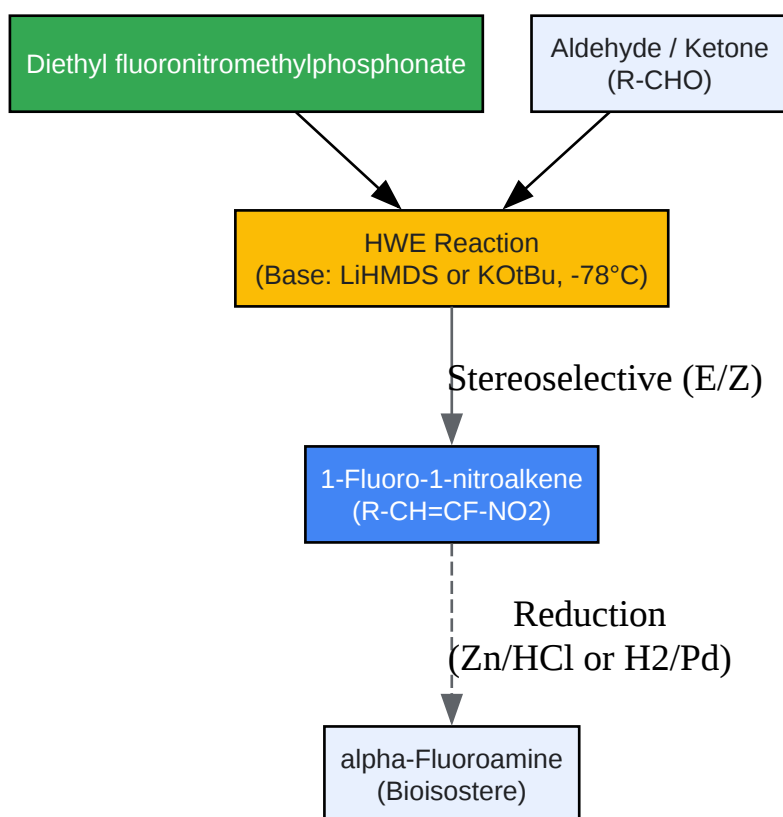 Diethyl fluoronitromethylphosphonate
Aldehyde / Ketone
(R-CHO)
HWE Reaction
(Base: LiHMDS or KOtBu, -78°C)
Stereoselective (E/Z)
1-Fluoro-1-nitroalkene
(R-CH=CF-NO2)
Reduction
(Zn/HCl or H2/Pd)
alpha-Fluoroamine
(Bioisostere)